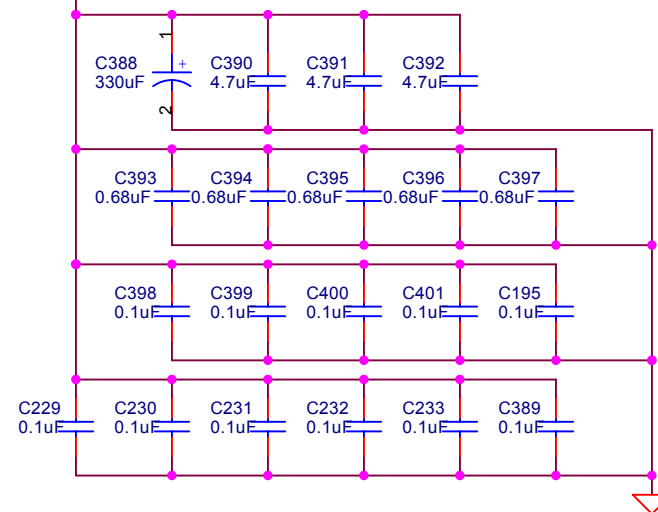 1
C388 + C390 C391 C392
330uF 4.7uF 4.7uF 4.7uF
2
C393 C394 C395 C396 C397
0.68uF 0.68uF 0.68uF 0.68uF 0.68uF
C398 C399 C400 C401 C195
0.1uF 0.1uF 0.1uF 0.1uF 0.1uF
C229 C230 C231 C232 C233 C389
0.1uF 0.1uF 0.1uF 0.1uF 0.1uF 0.1uF